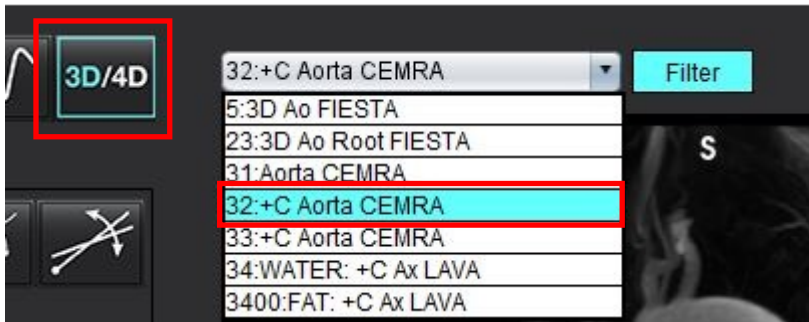 3D/4D
32:+C Aorta CEMRA
Filter
5:3D Ao FIESTA
23:3D Ao Root FIESTA
31:Aorta CEMRA
32:+C Aorta CEMRA
33:+C Aorta CEMRA
34:WATER: +C Ax LAVA
3400:FAT: +C Ax LAVA
S